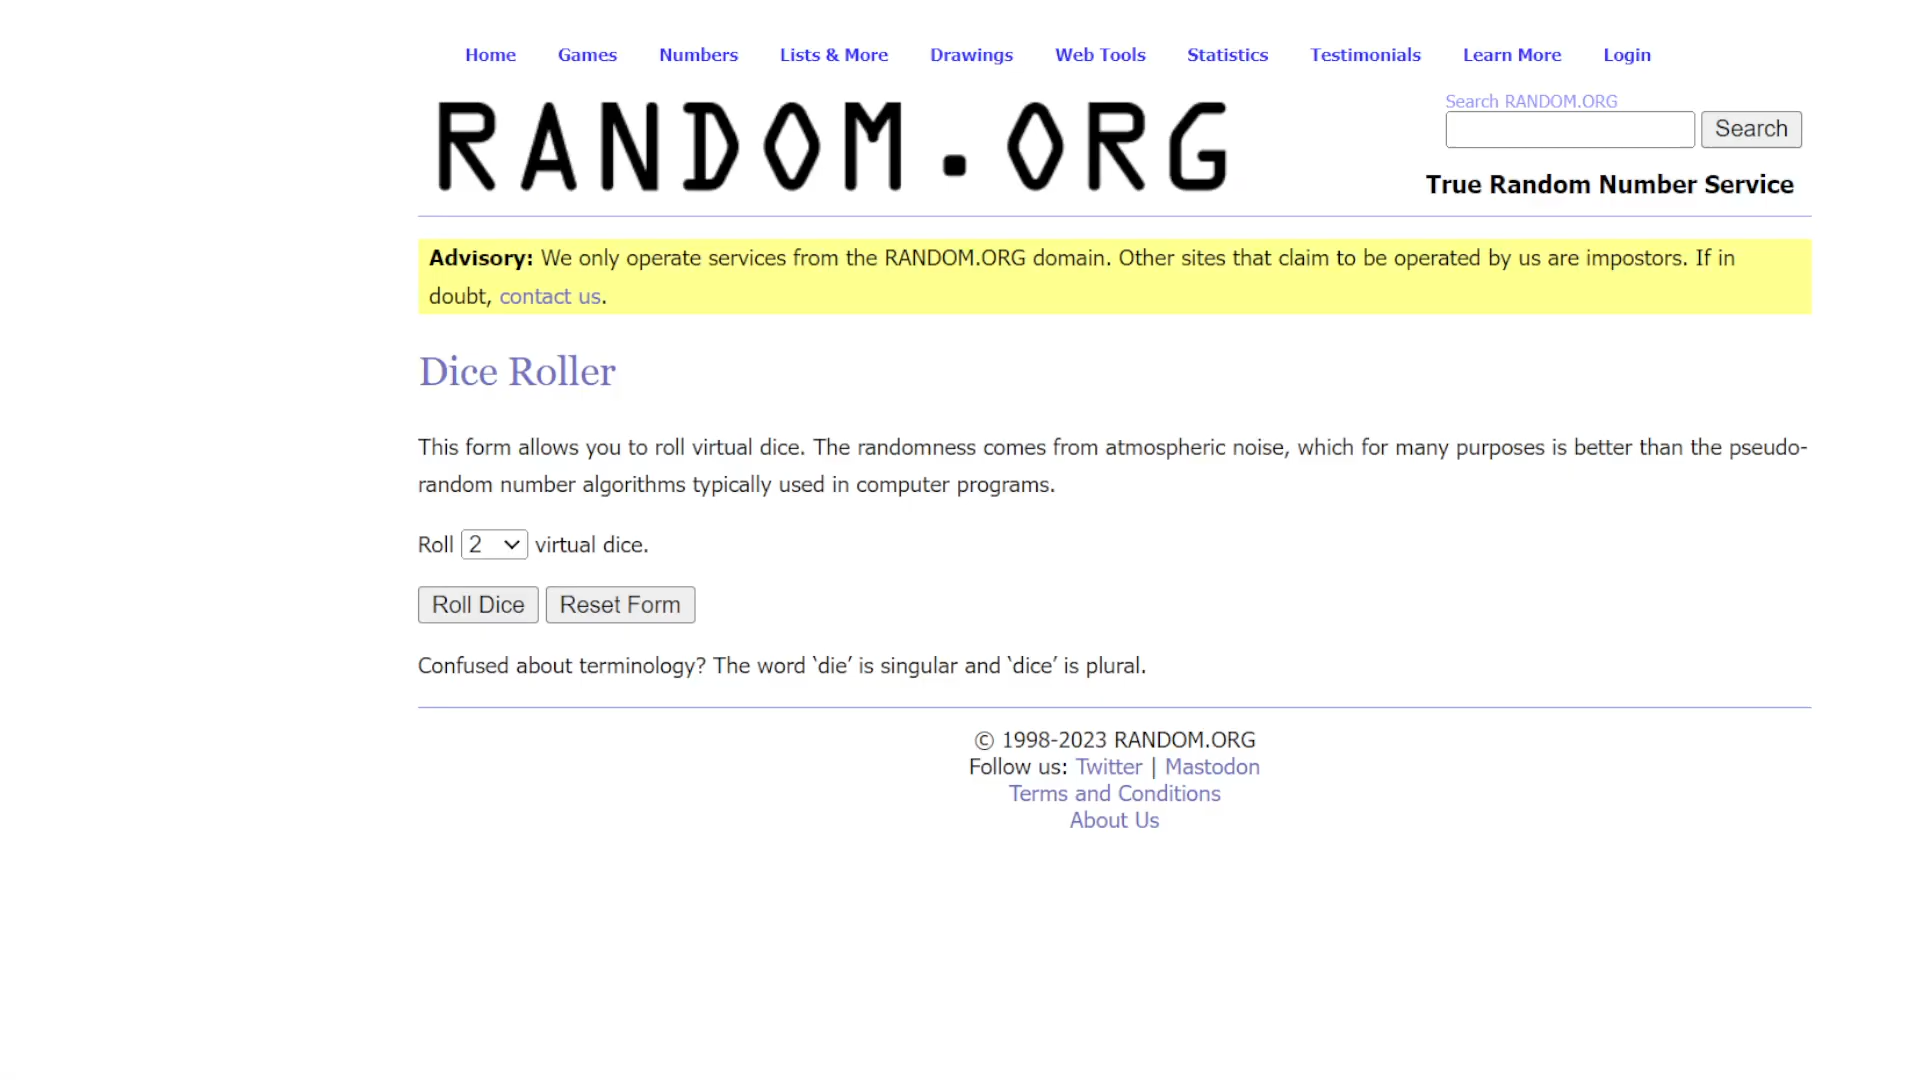 Home Games Numbers Lists & More Drawings Web Tools Statistics Testimonials Learn More Login
RANDOM.ORG
Search RANDOM.ORG
Search
True Random Number Service
Advisory: We only operate services from the RANDOM.ORG domain. Other sites that claim to be operated by us are impostors. If in
doubt, contact us.
Dice Roller
This form allows you to roll virtual dice. The randomness comes from atmospheric noise, which for many purposes is better than the pseudo-
random number algorithms typically used in computer programs.
Roll 2 virtual dice.
Roll Dice Reset Form
Confused about terminology? The word ‘die’ is singular and ‘dice’ is plural.
© 1998-2023 RANDOM.ORG
Follow us: Twitter | Mastodon
Terms and Conditions
About Us